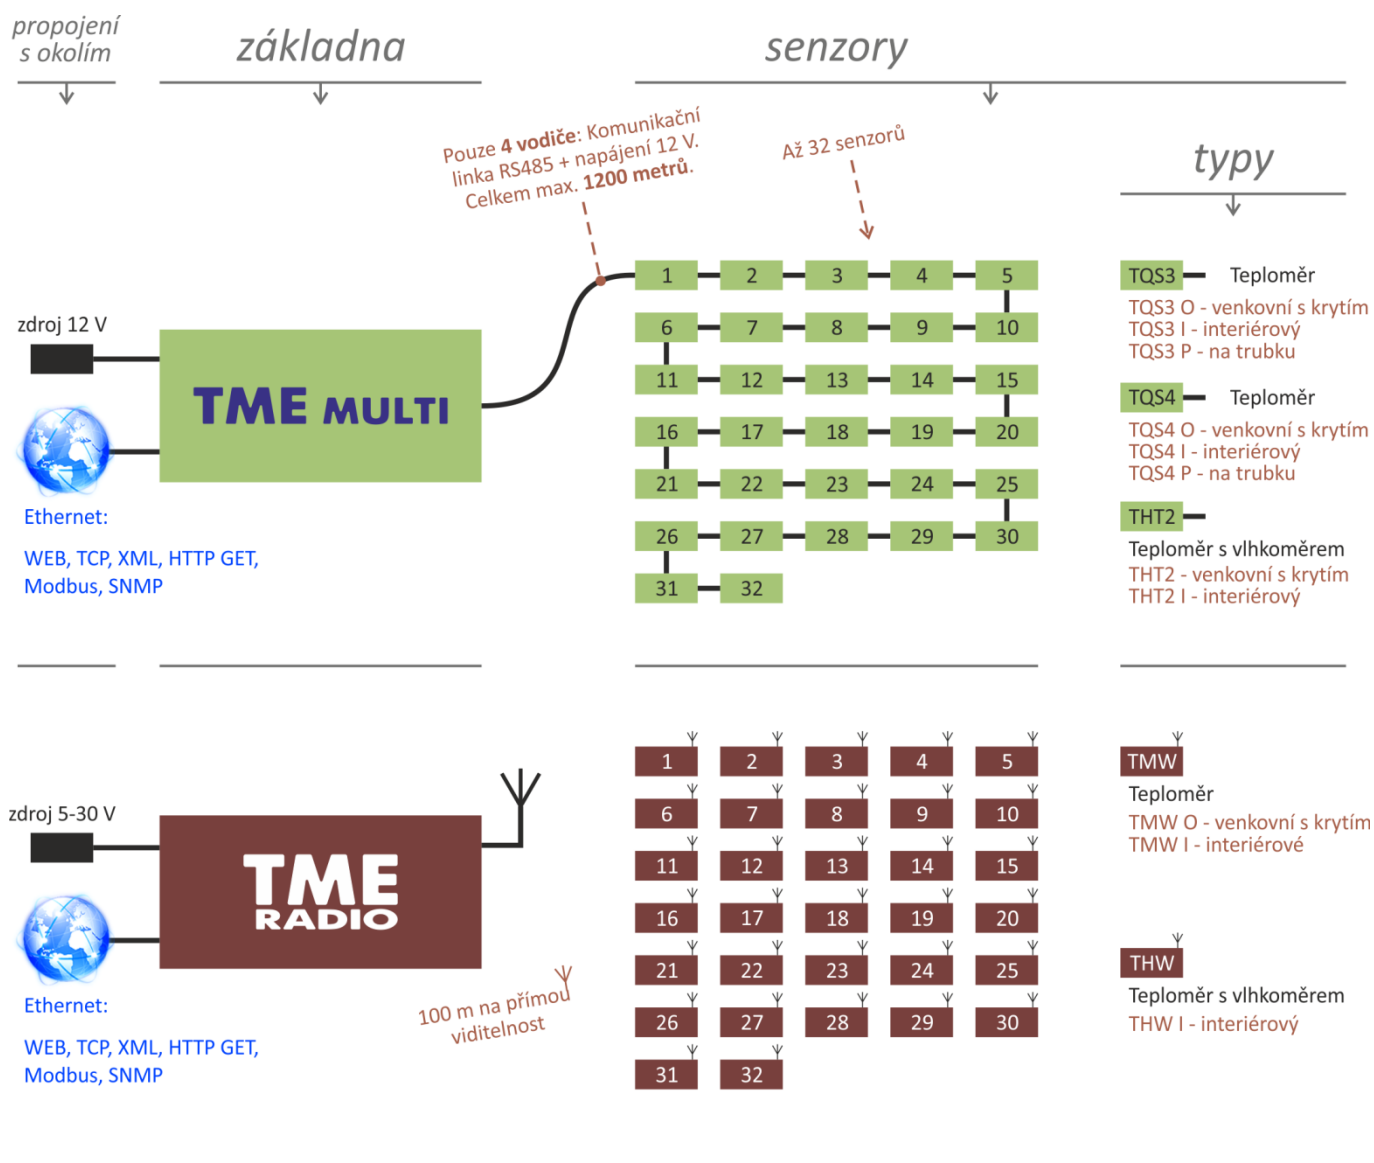 propojení
s okolím
základna
senzory
Pouze 4 vodiče: Komunikační
linka RS485 + napájení 12 V.
Celkem max. 1200 metrů.
Až 32 senzorů
typy
zdroj 12 V
TME MULTI
Ethernet:
WEB, TCP, XML, HTTP GET,
Modbus, SNMP
1 2 3 4 5
6 7 8 9 10
11 12 13 14 15
16 17 18 19 20
21 22 23 24 25
26 27 28 29 30
31 32
TQS3 Teploměr
TQS3 O - venkovní s krytím
TQS3 I - interiérový
TQS3 P - na trubku
TQS4 Teploměr
TQS4 O - venkovní s krytím
TQS4 I - interiérový
TQS4 P - na trubku
THT2
Teploměr s vlhkoměrem
THT2 - venkovní s krytím
THT2 I - interiérový
zdroj 5-30 V
TME
RADIO
Ethernet:
WEB, TCP, XML, HTTP GET,
Modbus, SNMP
100 m na přímou
viditelnost
1 2 3 4 5
6 7 8 9 10
11 12 13 14 15
16 17 18 19 20
21 22 23 24 25
26 27 28 29 30
31 32
TMW
Teploměr
TMW O - venkovní s krytím
TMW I - interiérové
THW
Teploměr s vlhkoměrem
THW I - interiérový